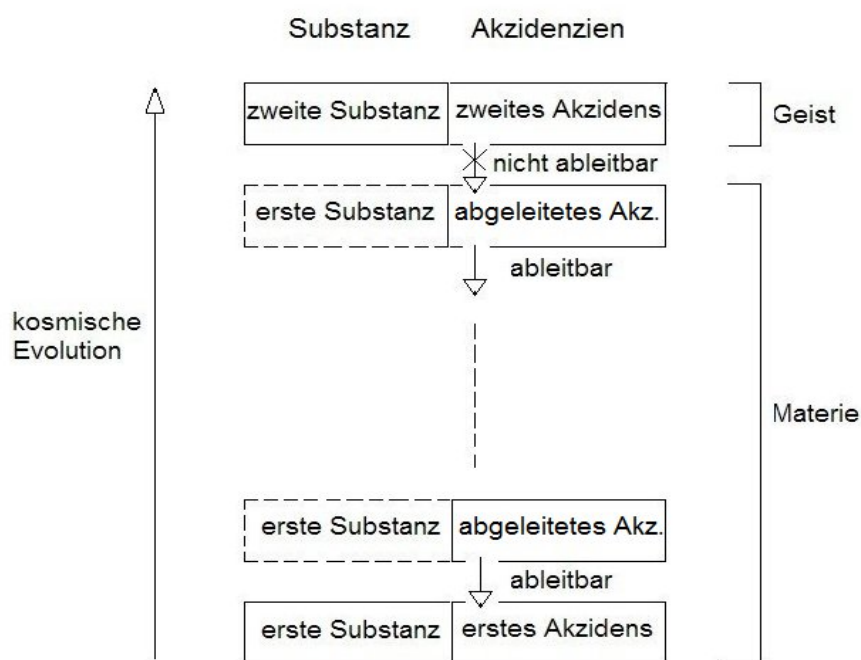 Substanz Akzidenzien
zweite Substanz zweites Akzidens Geist
nicht ableitbar
erste Substanz abgeleitetes Akz.
ableitbar
kosmische
Evolution
Materie
erste Substanz abgeleitetes Akz.
ableitbar
erste Substanz erstes Akzidens